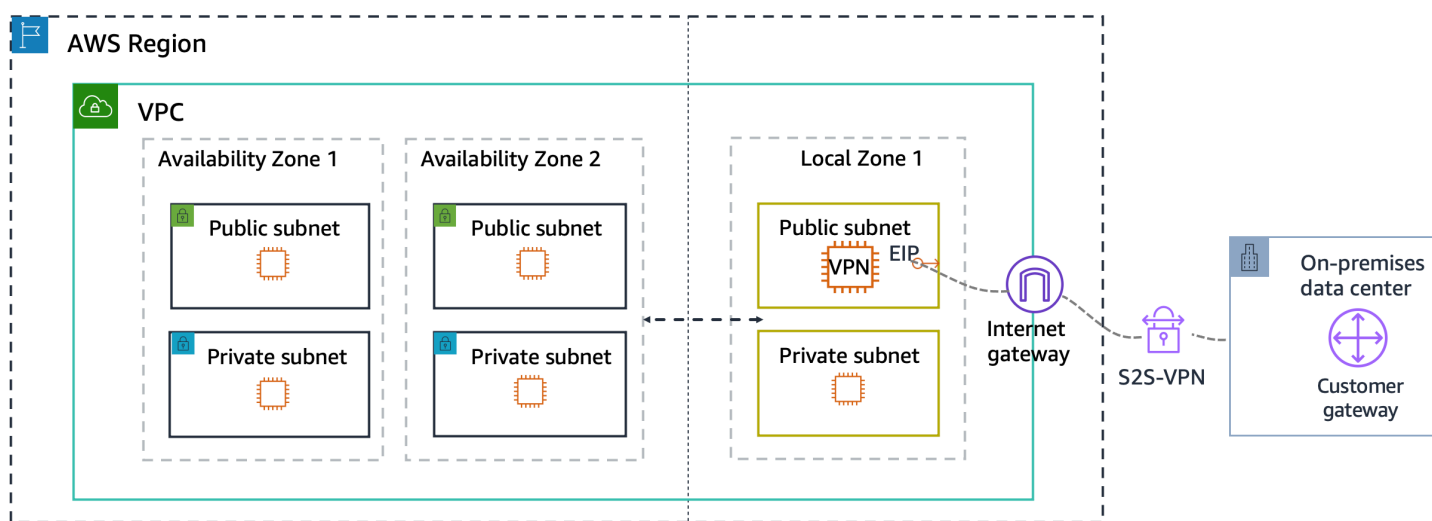 AWS Region
VPC
Availability Zone 1
Public subnet
Private subnet
Availability Zone 2
Public subnet
Private subnet
Local Zone 1
Public subnet
VPN
EIP
Private subnet
Internet
gateway
S2S-VPN
On-premises
data center
Customer
gateway